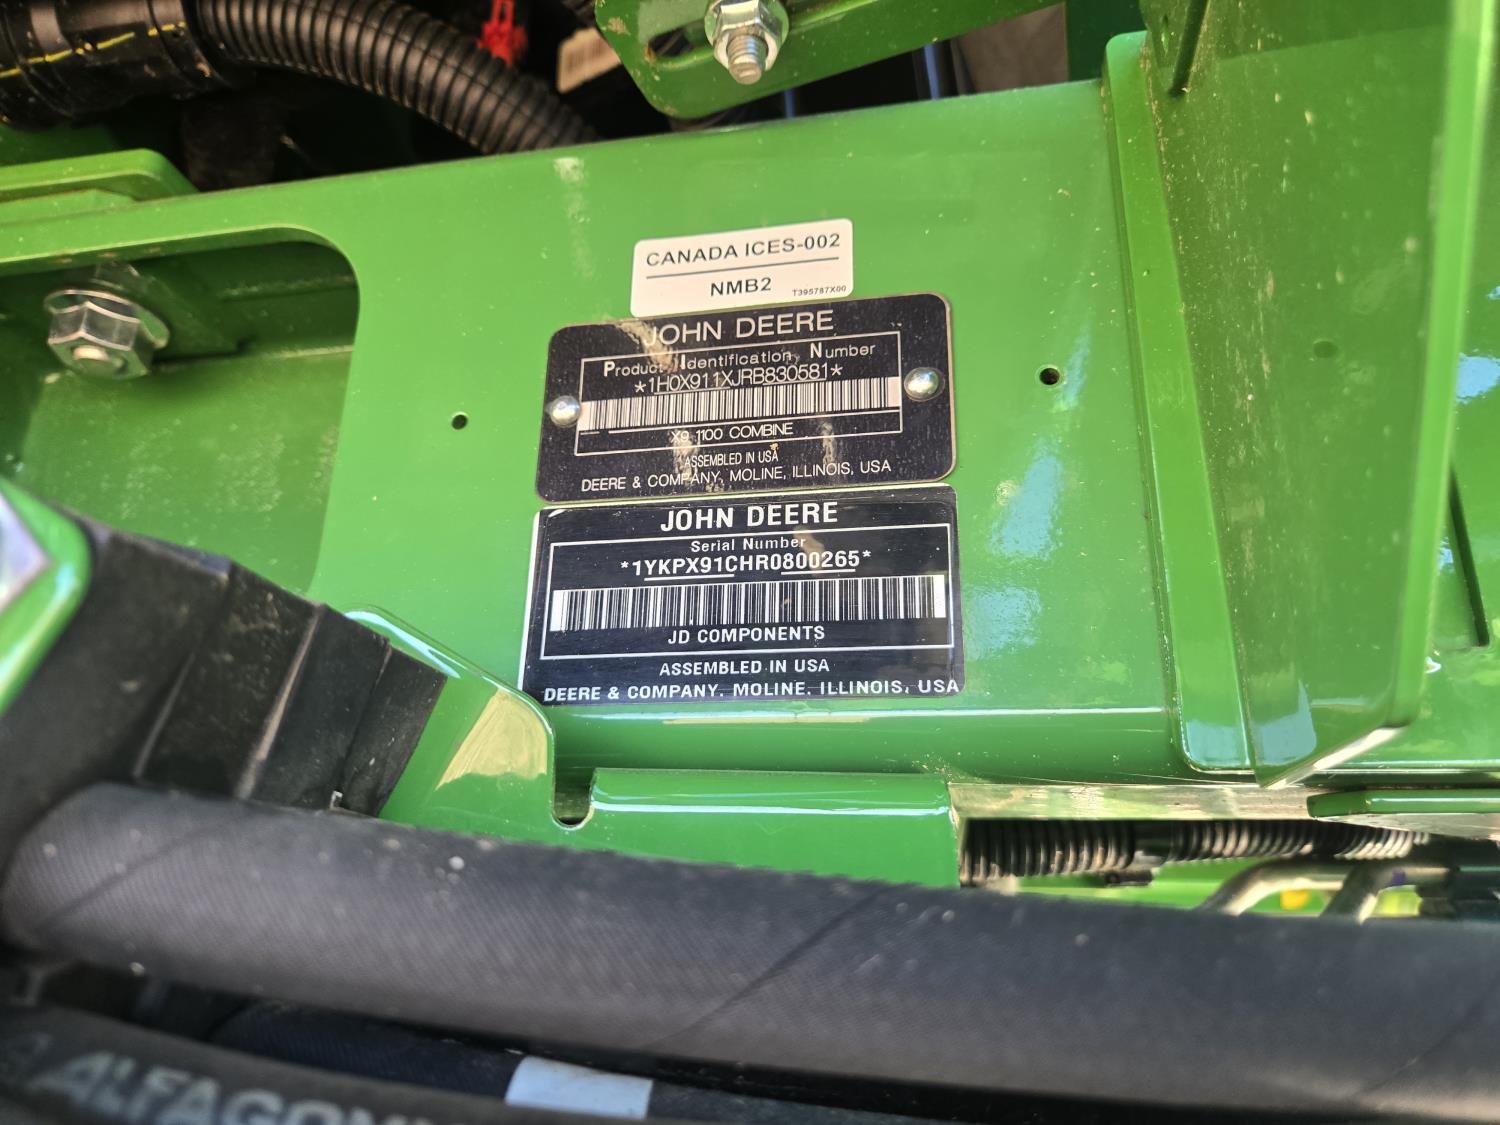 CANADA ICES-002
NMB2
T395787X00
JOHN DEERE
Product Identification Number
*1H0X911XJRB830581*
X9 1100 COMBINE
ASSEMBLED IN USA
DEERE & COMPANY, MOLINE, ILLINOIS, USA
JOHN DEERE
Serial Number
*1YKPX91CHR0800265*
JD COMPONENTS
ASSEMBLED IN USA
DEERE & COMPANY, MOLINE, ILLINOIS, USA